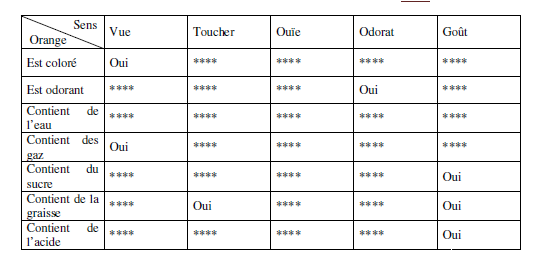 Sens
Orange Vue Toucher Ouïe Odorat Goût
Est coloré Oui **** **** **** ****
Est odorant **** **** **** Oui ****
Contient de
l'eau **** **** **** **** ****
Contient des
gaz Oui **** **** **** ****
Contient du
sucre **** **** **** **** Oui
Contient de la
graisse **** Oui **** **** Oui
Contient de
l'acide **** **** **** **** Oui